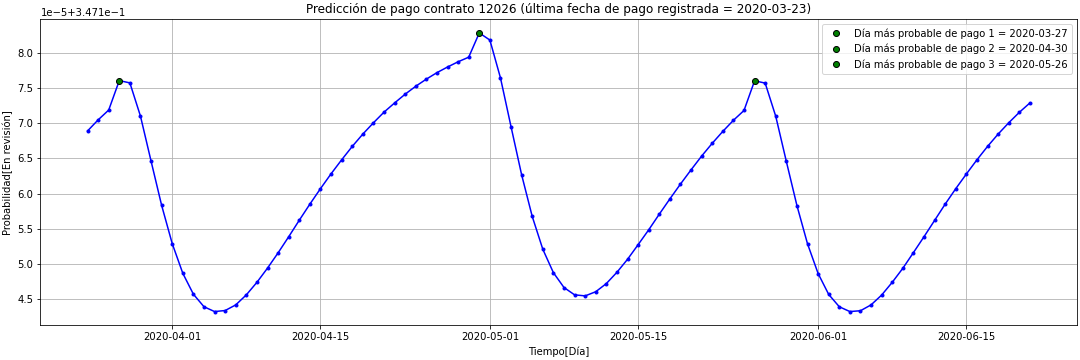 Predicción de pago contrato 12026 (última fecha de pago registrada = 2020-03-23)
1e−5+3.471e−1
Día más probable de pago 1 = 2020-03-27
Día más probable de pago 2 = 2020-04-30
Día más probable de pago 3 = 2020-05-26
8.0
7.5
7.0
6.5
6.0
5.5
5.0
4.5
Probabilidad[En revisión]
2020-04-01 2020-04-15 2020-05-01 2020-05-15 2020-06-01 2020-06-15
Tiempo[Día]